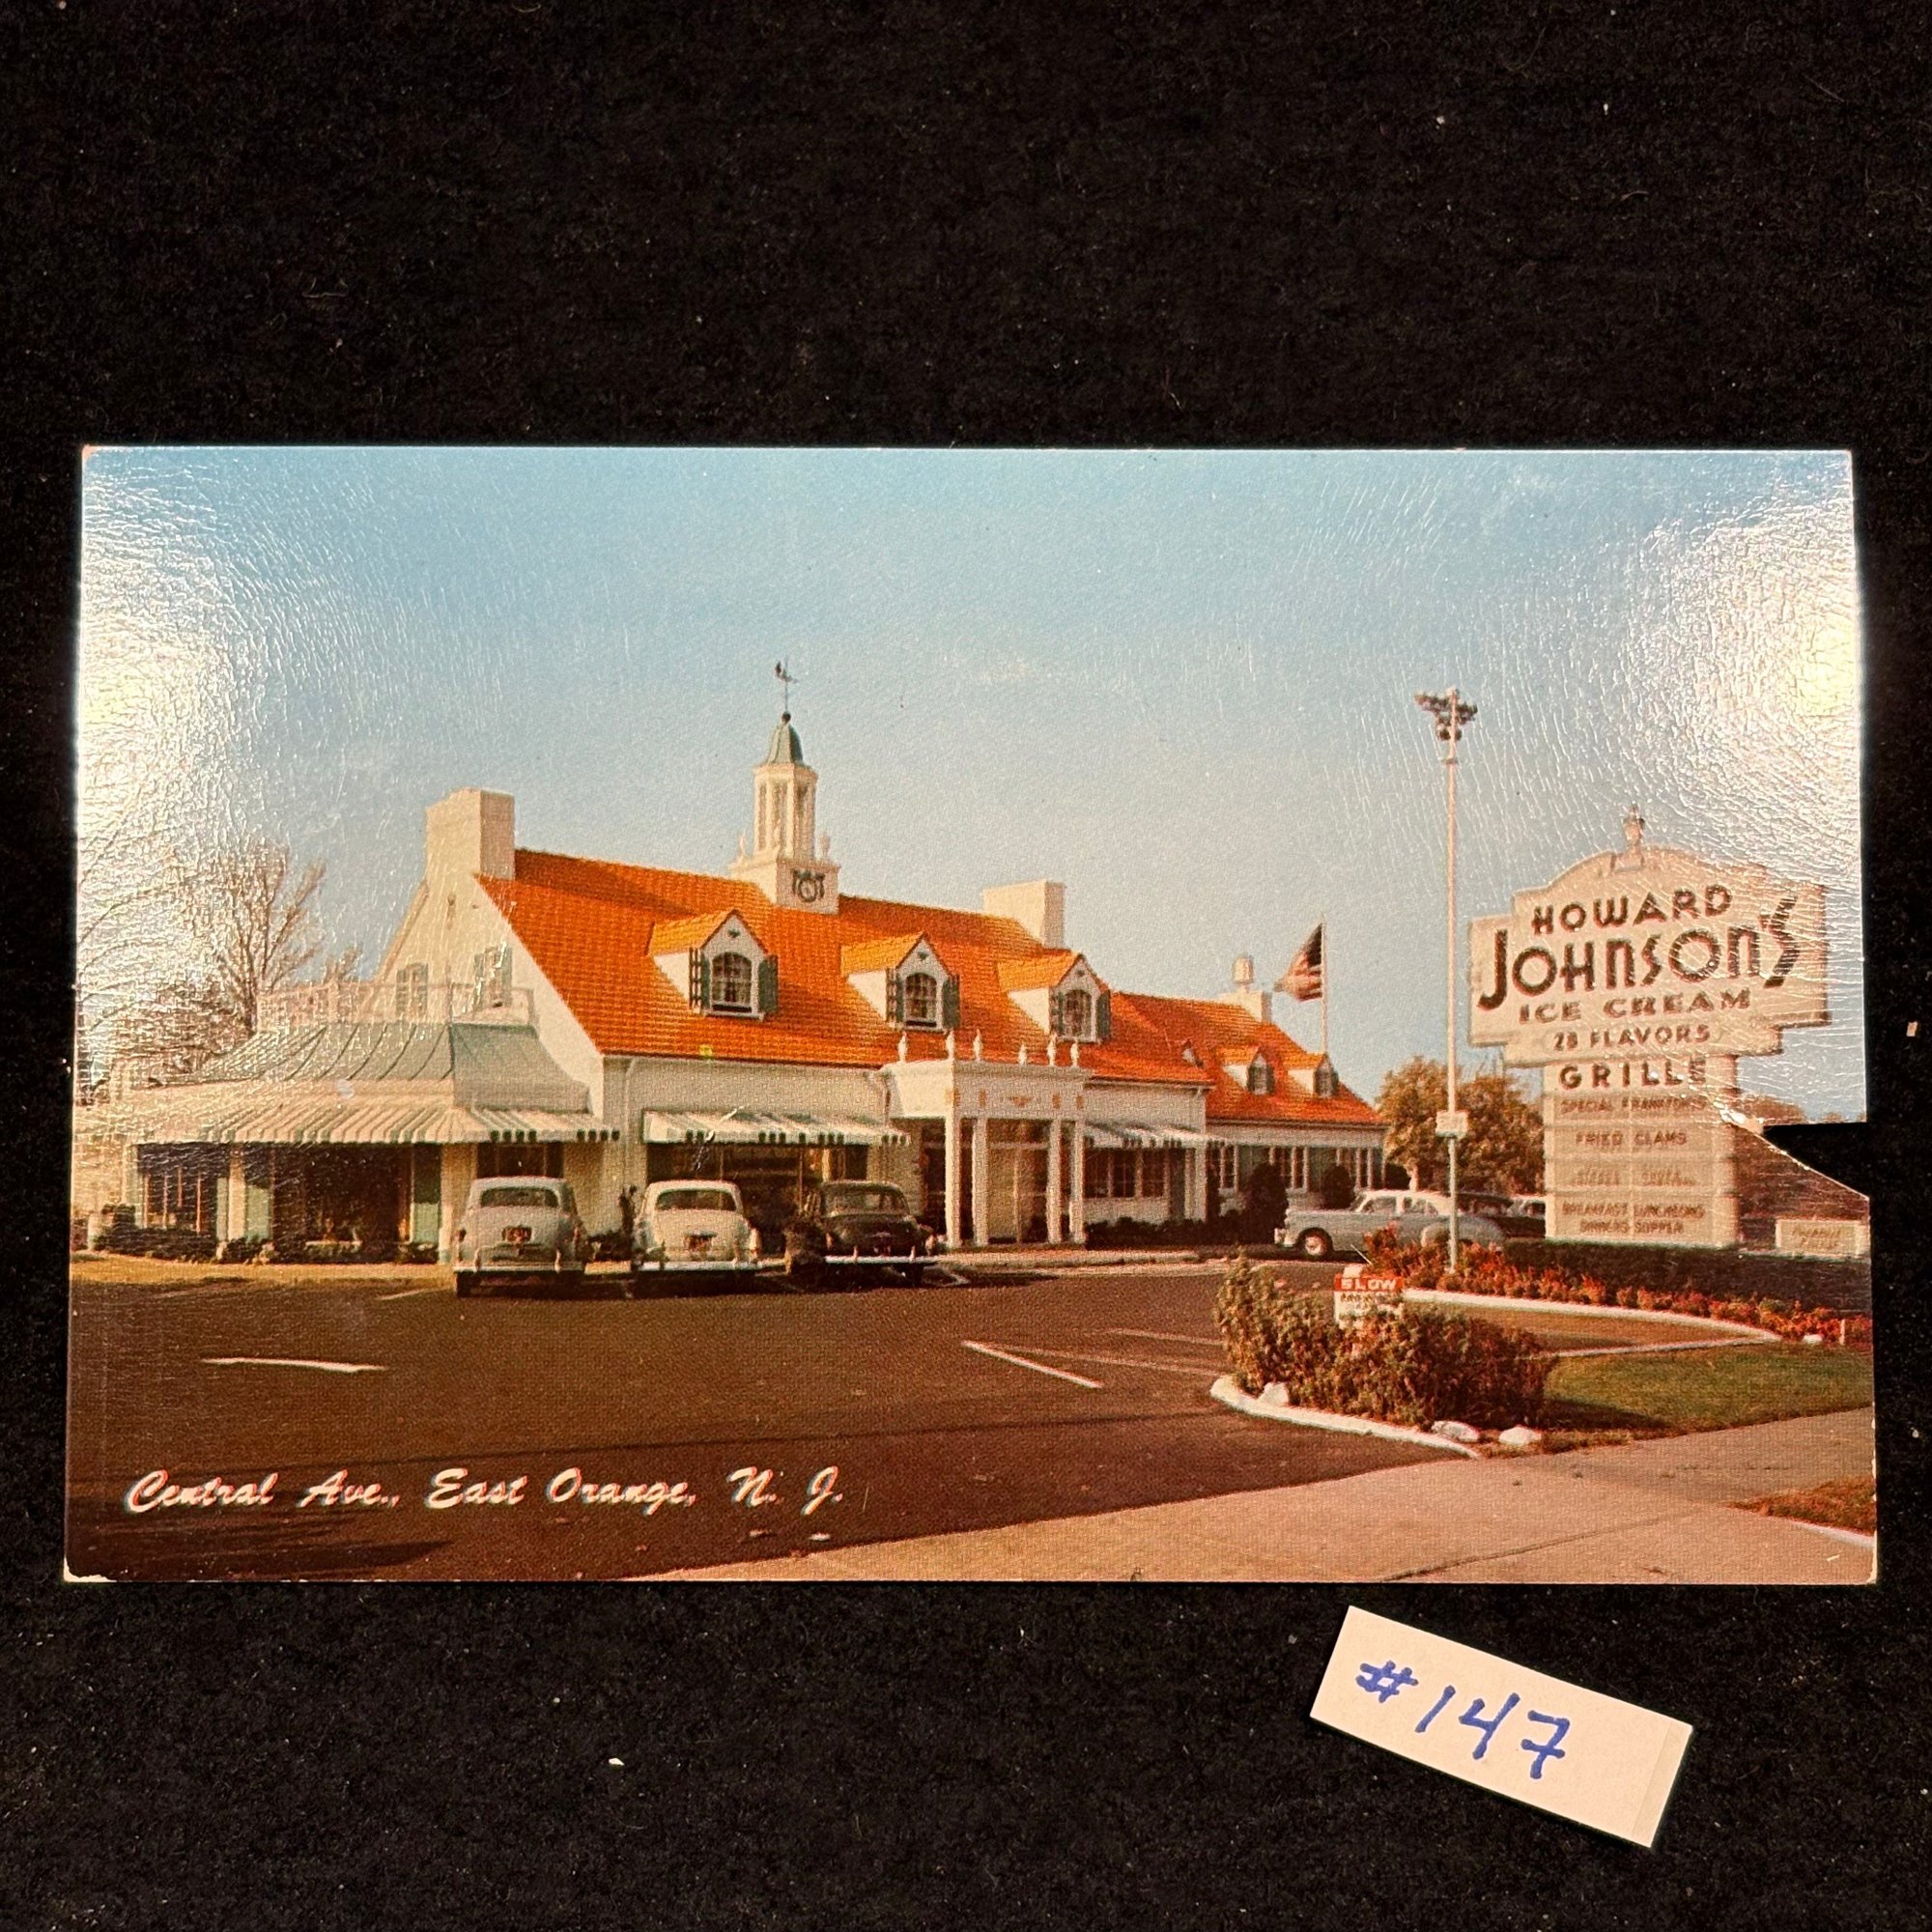 HOWARD
JOHNSON'S
ICE CREAM
28 FLAVORS
GRILLE
SPECIAL FRANKFORTS
FRIED CLAMS
BREAKFAST LUNCHEONS
DINNERS SUPPER
SLOW
Central Ave., East Orange, N. J.
#147